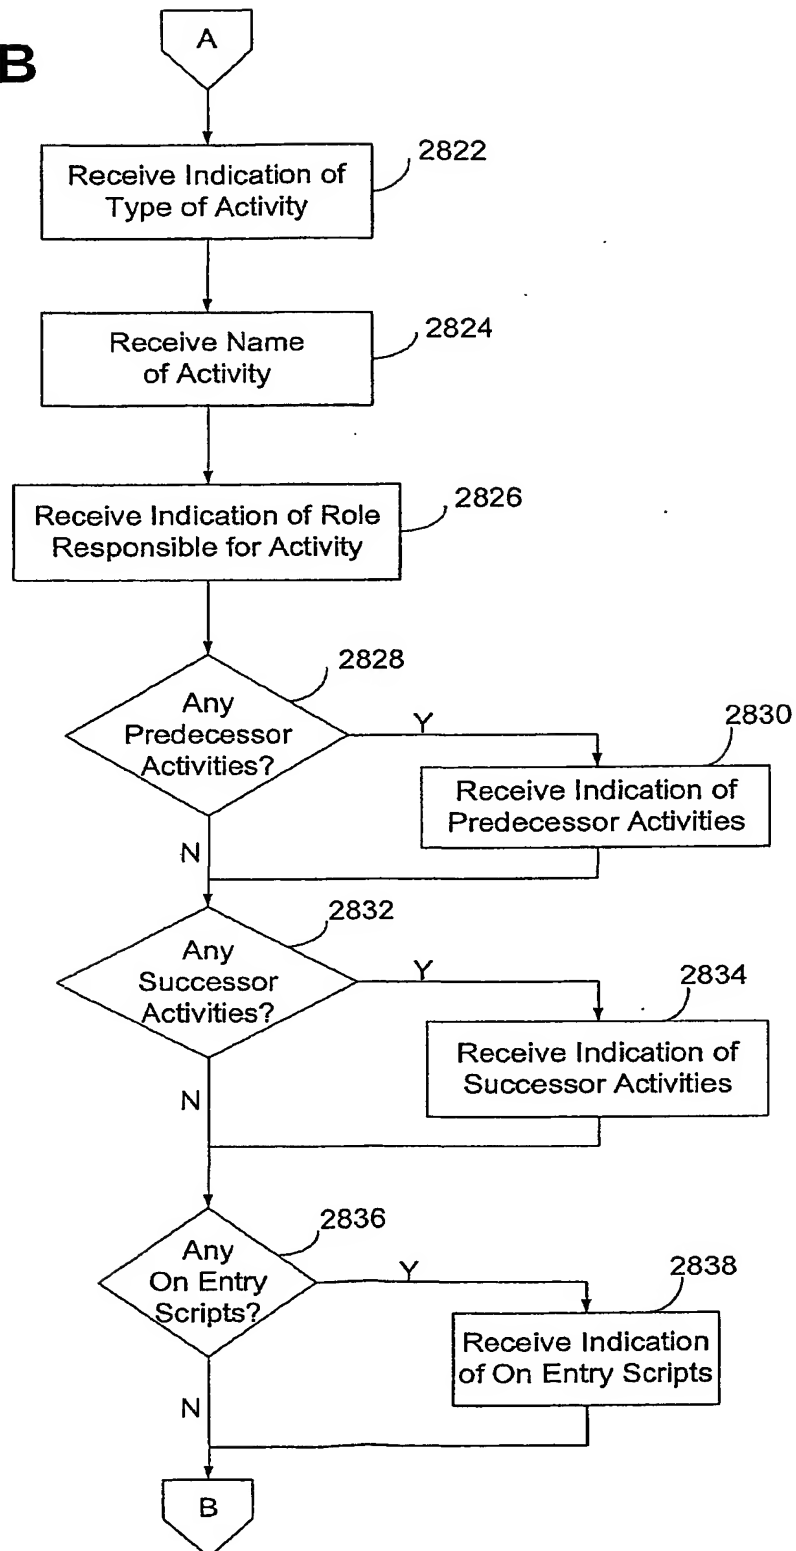 B
A
2822
Receive Indication of
Type of Activity
2824
Receive Name
of Activity
2826
Receive Indication of Role
Responsible for Activity
2828
Any
Predecessor
Activities?
Y
2830
Receive Indication of
Predecessor Activities
N
2832
Any
Successor
Activities?
Y
2834
Receive Indication of
Successor Activities
N
2836
Any
On Entry
Scripts?
Y
2838
Receive Indication
of On Entry Scripts
N
B